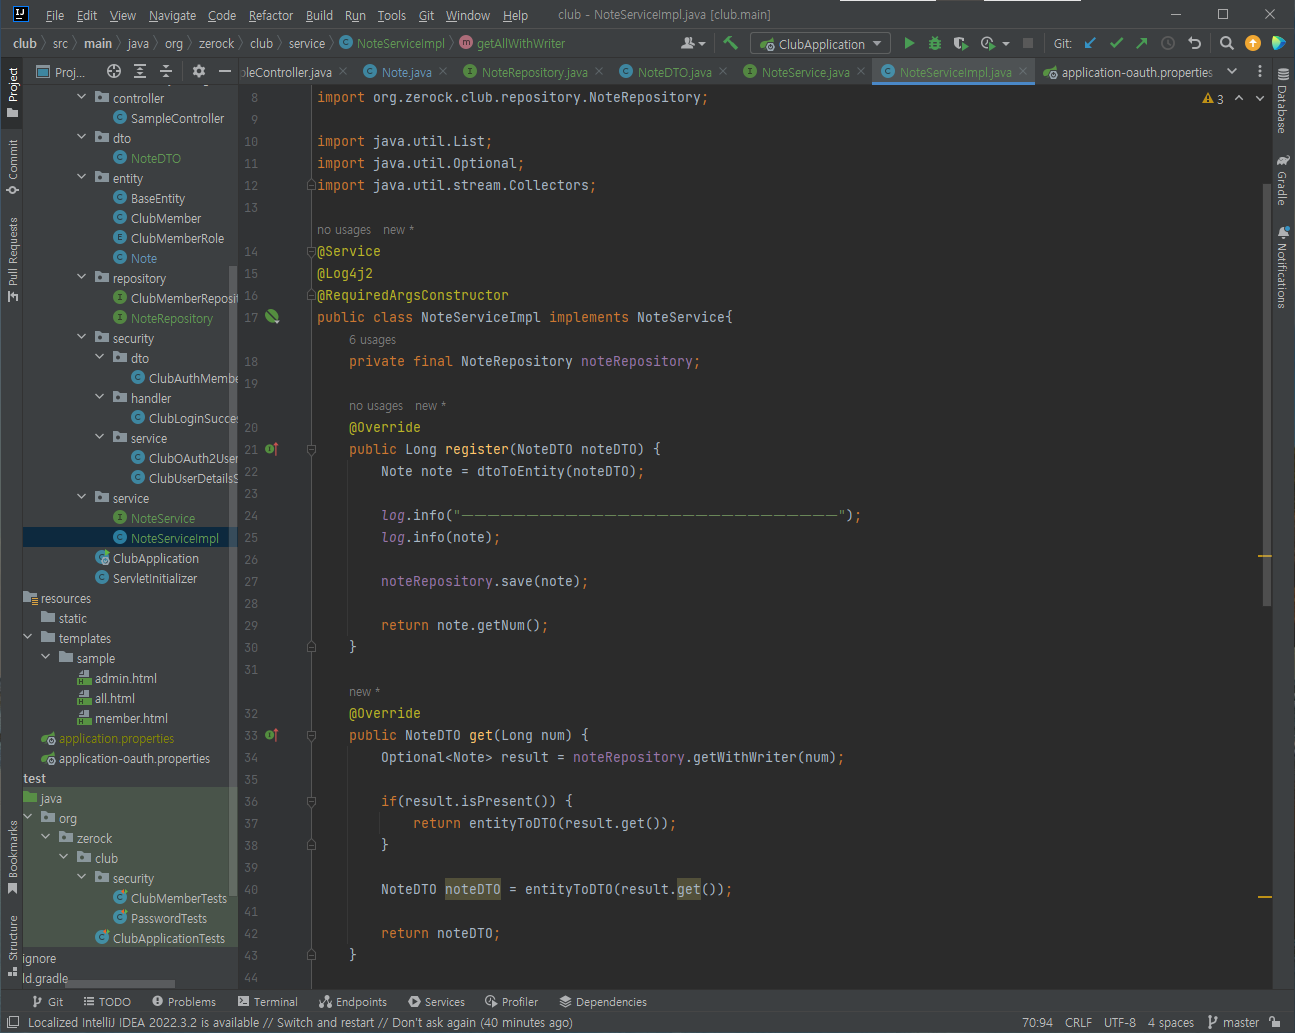 File Edit View Navigate Code Refactor Build Run Tools Git Window Help club - NoteServiceImpl.java [club.main]
club src main java org zerock club service NoteServiceImpl getAllWithWriter ClubApplication Git:
Proj... pleController.java Note.java NoteRepository.java NoteDTO.java NoteService.java NoteServiceImpl.java application-oauth.properties
Project
Commit
Pull Requests
Bookmarks
Structure
controller
SampleController
dto
NoteDTO
entity
BaseEntity
ClubMember
ClubMemberRole
Note
repository
ClubMemberReposi
NoteRepository
security
dto
ClubAuthMembe
handler
ClubLoginSucce
service
ClubOAuth2User
ClubUserDetailsS
service
NoteService
NoteServiceImpl
ClubApplication
ServletInitializer
resources
static
templates
sample
admin.html
all.html
member.html
application.properties
application-oauth.properties
test
java
org
zerock
club
security
ClubMemberTests
PasswordTests
ClubApplicationTests
ignore
ld.gradle
3
8 import org.zerock.club.repository.NoteRepository;
9
10 import java.util.List;
11 import java.util.Optional;
12 import java.util.stream.Collectors;
13
no usages new *
14 @Service
15 @Log4j2
16 @RequiredArgsConstructor
17 public class NoteServiceImpl implements NoteService{
6 usages
18 private final NoteRepository noteRepository;
19
no usages new *
20 @Override
21 public Long register(NoteDTO noteDTO) {
22 Note note = dtoToEntity(noteDTO);
23
24 log.info("-----------------------------");
25 log.info(note);
26
27 noteRepository.save(note);
28
29 return note.getNum();
30 }
31
new *
32 @Override
33 public NoteDTO get(Long num) {
34 Optional<Note> result = noteRepository.getWithWriter(num);
35
36 if(result.isPresent()) {
37 return entityToDTO(result.get());
38 }
39
40 NoteDTO noteDTO = entityToDTO(result.get());
41
42 return noteDTO;
43 }
44
Database
Gradle
Notifications
Git TODO Problems Terminal Endpoints Services Profiler Dependencies
Localized IntelliJ IDEA 2022.3.2 is available // Switch and restart // Don't ask again (40 minutes ago) 70:94 CRLF UTF-8 4 spaces master